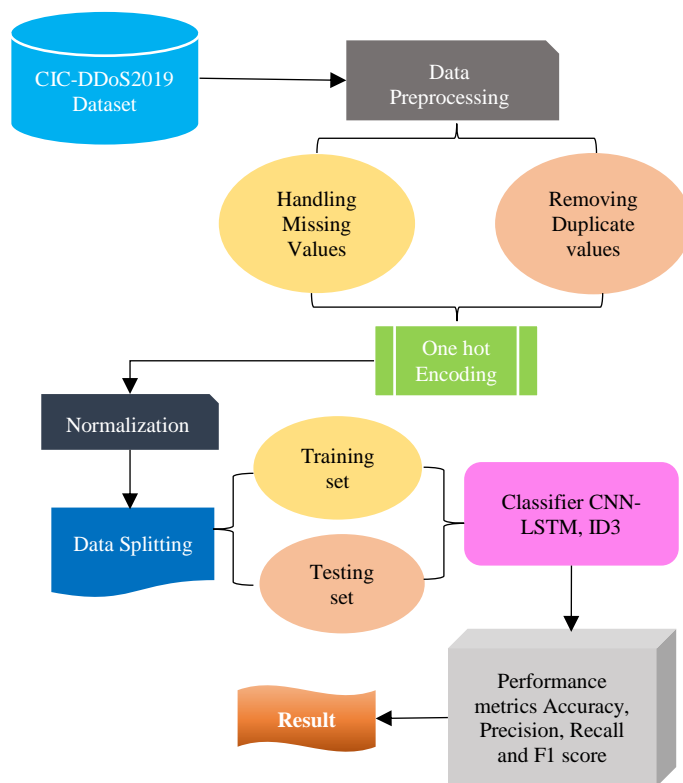 CIC-DDoS2019
Dataset
Data
Preprocessing
Handling
Missing
Values
Removing
Duplicate
values
One hot
Encoding
Normalization
Training
set
Data Splitting
Testing
set
Classifier CNN-
LSTM, ID3
Performance
metrics Accuracy,
Precision, Recall
and F1 score
Result